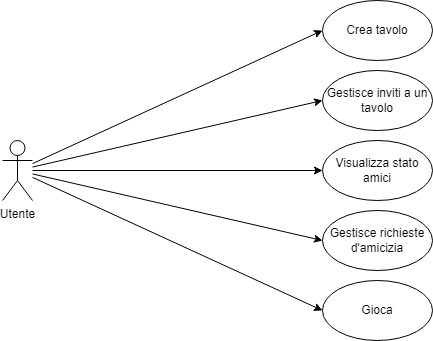 Crea tavolo
Gestisce inviti a un
tavolo
Visualizza stato
amici
Utente
Gestisce richieste
d'amicizia
Gioca